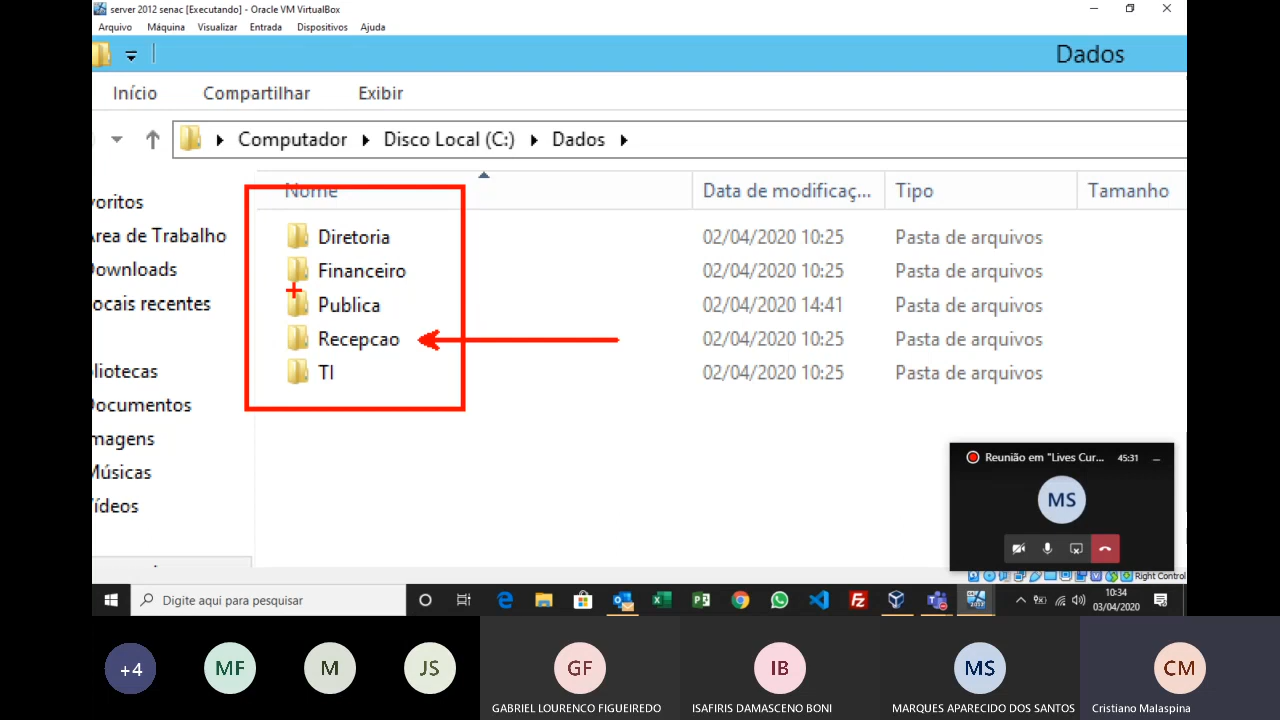 server 2012 senac [Executando] - Oracle VM VirtualBox
Arquivo Máquina Visualizar Entrada Dispositivos Ajuda
Dados
Início Compartilhar Exibir
Computador Disco Local (C:) Dados
Nome Data de modificaç... Tipo Tamanho
voritos
Área de Trabalho
Downloads
ocais recentes
bliotecas
Documentos
magens
Músicas
ídeos
Diretoria 02/04/2020 10:25 Pasta de arquivos
Financeiro 02/04/2020 10:25 Pasta de arquivos
Publica 02/04/2020 14:41 Pasta de arquivos
Recepcao 02/04/2020 10:25 Pasta de arquivos
TI 02/04/2020 10:25 Pasta de arquivos
Reunião em "Lives Cur... 45:31
MS
Right Control
Digite aqui para pesquisar
10:34
03/04/2020
+4 MF M JS GF IB MS CM
GABRIEL LOURENCO FIGUEIREDO ISAFIRIS DAMASCENO BONI MARQUES APARECIDO DOS SANTOS Cristiano Malaspina